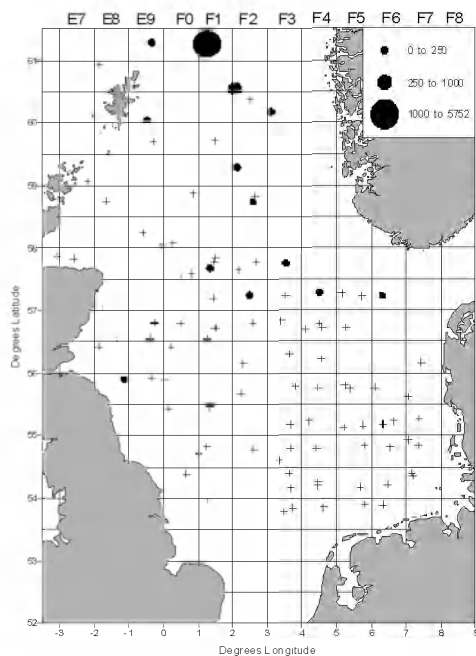 E7 E8 E9 F0 F1 F2 F3 F4 F5 F6 F7 F8
0 to 250
250 to 1000
1000 to 5752
61
60
59
58
57
56
55
54
53
52
Degrees Latitude
-3 -2 -1 0 1 2 3 4 5 6 7 8 9
Degrees Longitude